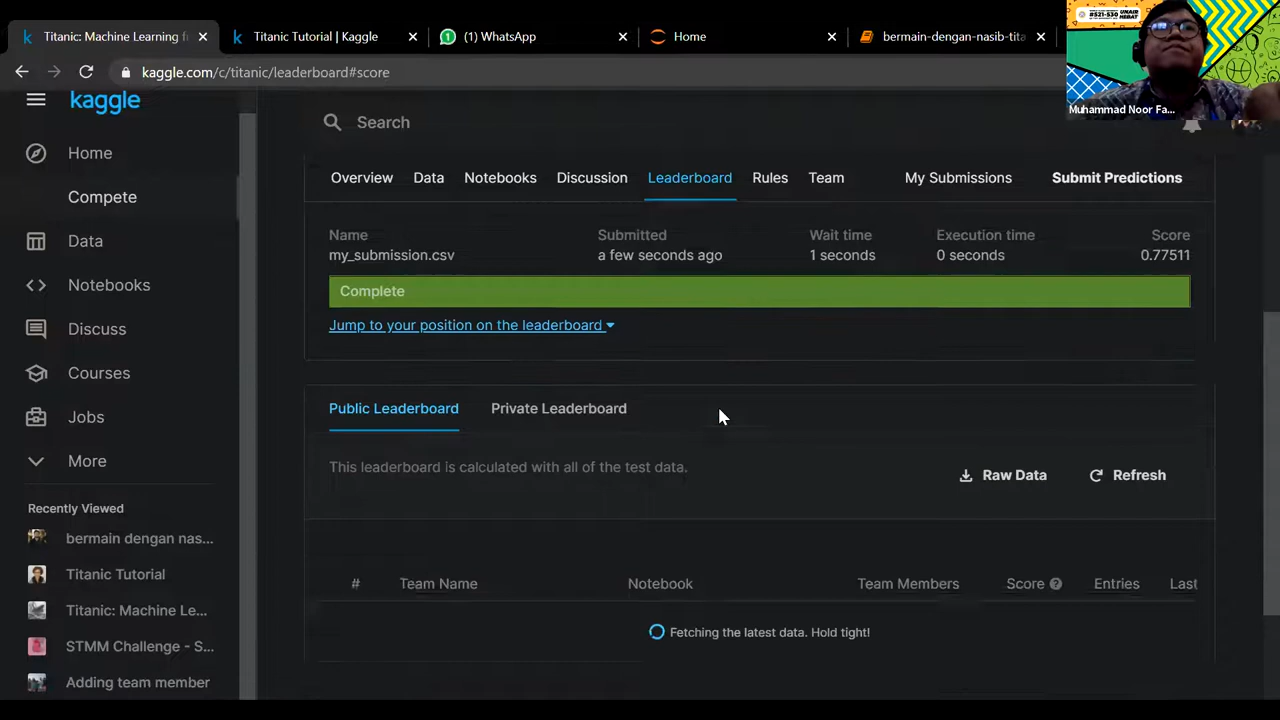 Titanic: Machine Learning f
Titanic Tutorial | Kaggle
(1) WhatsApp
Home
bermain-dengan-nasib-tita
#521-530
UNAIR
HEBAT
Muhammad Noor Fa...
kaggle.com/c/titanic/leaderboard#score
kaggle
Search
Home
Compete
Data
Notebooks
Discuss
Courses
Jobs
More
Recently Viewed
bermain dengan nas...
Titanic Tutorial
Titanic: Machine Le...
STMM Challenge - S...
Adding team member
Overview
Data
Notebooks
Discussion
Leaderboard
Rules
Team
My Submissions
Submit Predictions
Name
Submitted
Wait time
Execution time
Score
my_submission.csv
a few seconds ago
1 seconds
0 seconds
0.77511
Complete
Jump to your position on the leaderboard
Public Leaderboard
Private Leaderboard
This leaderboard is calculated with all of the test data.
Raw Data
Refresh
#
Team Name
Notebook
Team Members
Score
Entries
Last
Fetching the latest data. Hold tight!